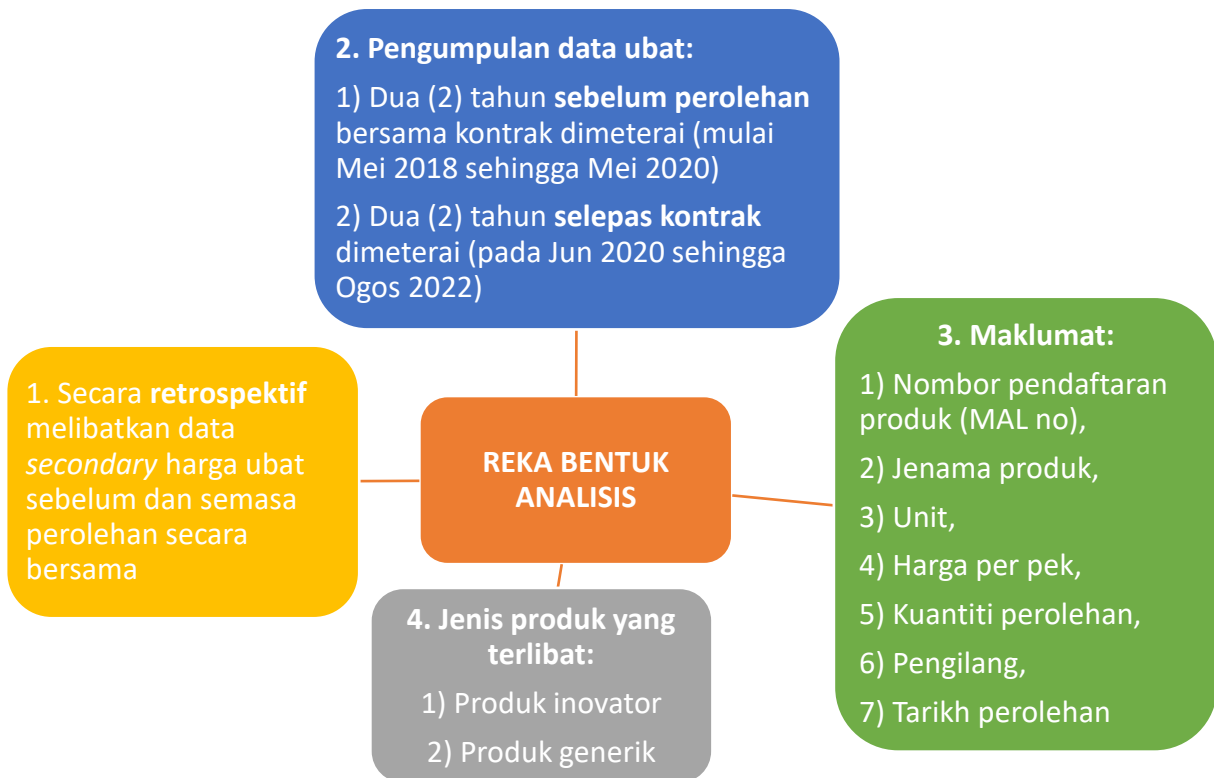 2. Pengumpulan data ubat:
1) Dua (2) tahun sebelum perolehan
bersama kontrak dimeterai (mulai
Mei 2018 sehingga Mei 2020)
2) Dua (2) tahun selepas kontrak
dimeterai (pada Jun 2020 sehingga
Ogos 2022)
1. Secara retrospektif
melibatkan data
secondary harga ubat
sebelum dan semasa
perolehan secara
bersama
REKA BENTUK
ANALISIS
3. Maklumat:
1) Nombor pendaftaran
produk (MAL no),
2) Jenama produk,
3) Unit,
4) Harga per pek,
5) Kuantiti perolehan,
6) Pengilang,
7) Tarikh perolehan
4. Jenis produk yang
terlibat:
1) Produk inovator
2) Produk generik